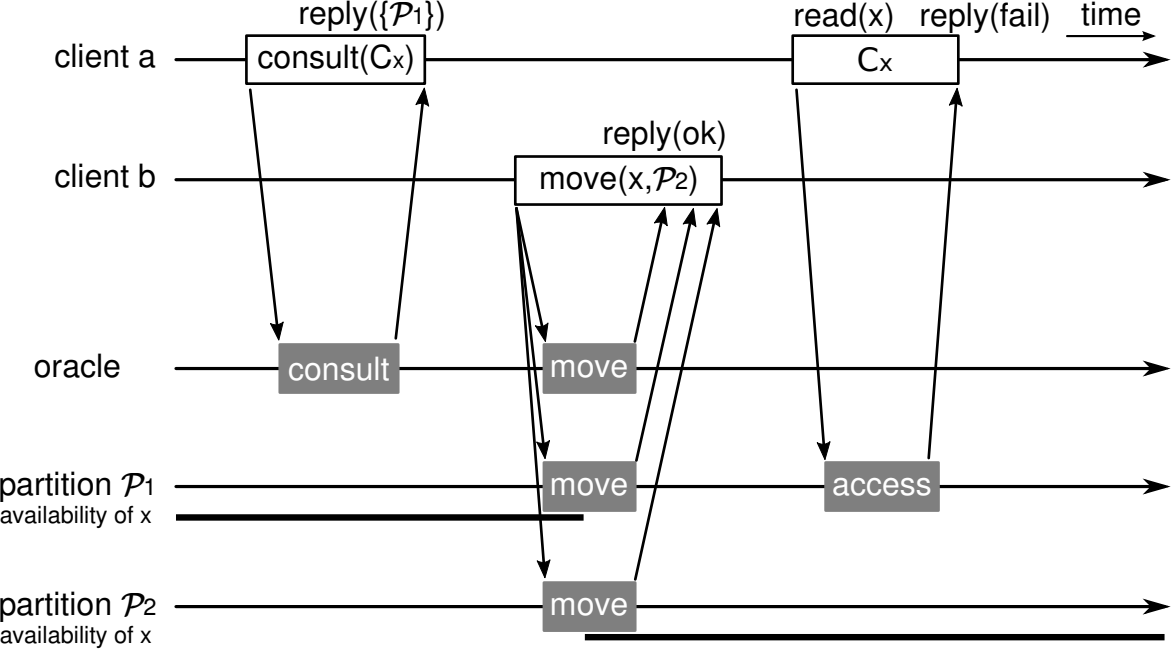 reply({𝒫1}) read(x) reply(fail) time
client a consult(Cx) Cx
reply(ok)
client b move(x,𝒫2)
oracle consult move
partition 𝒫1 move access
availability of x
partition 𝒫2 move
availability of x